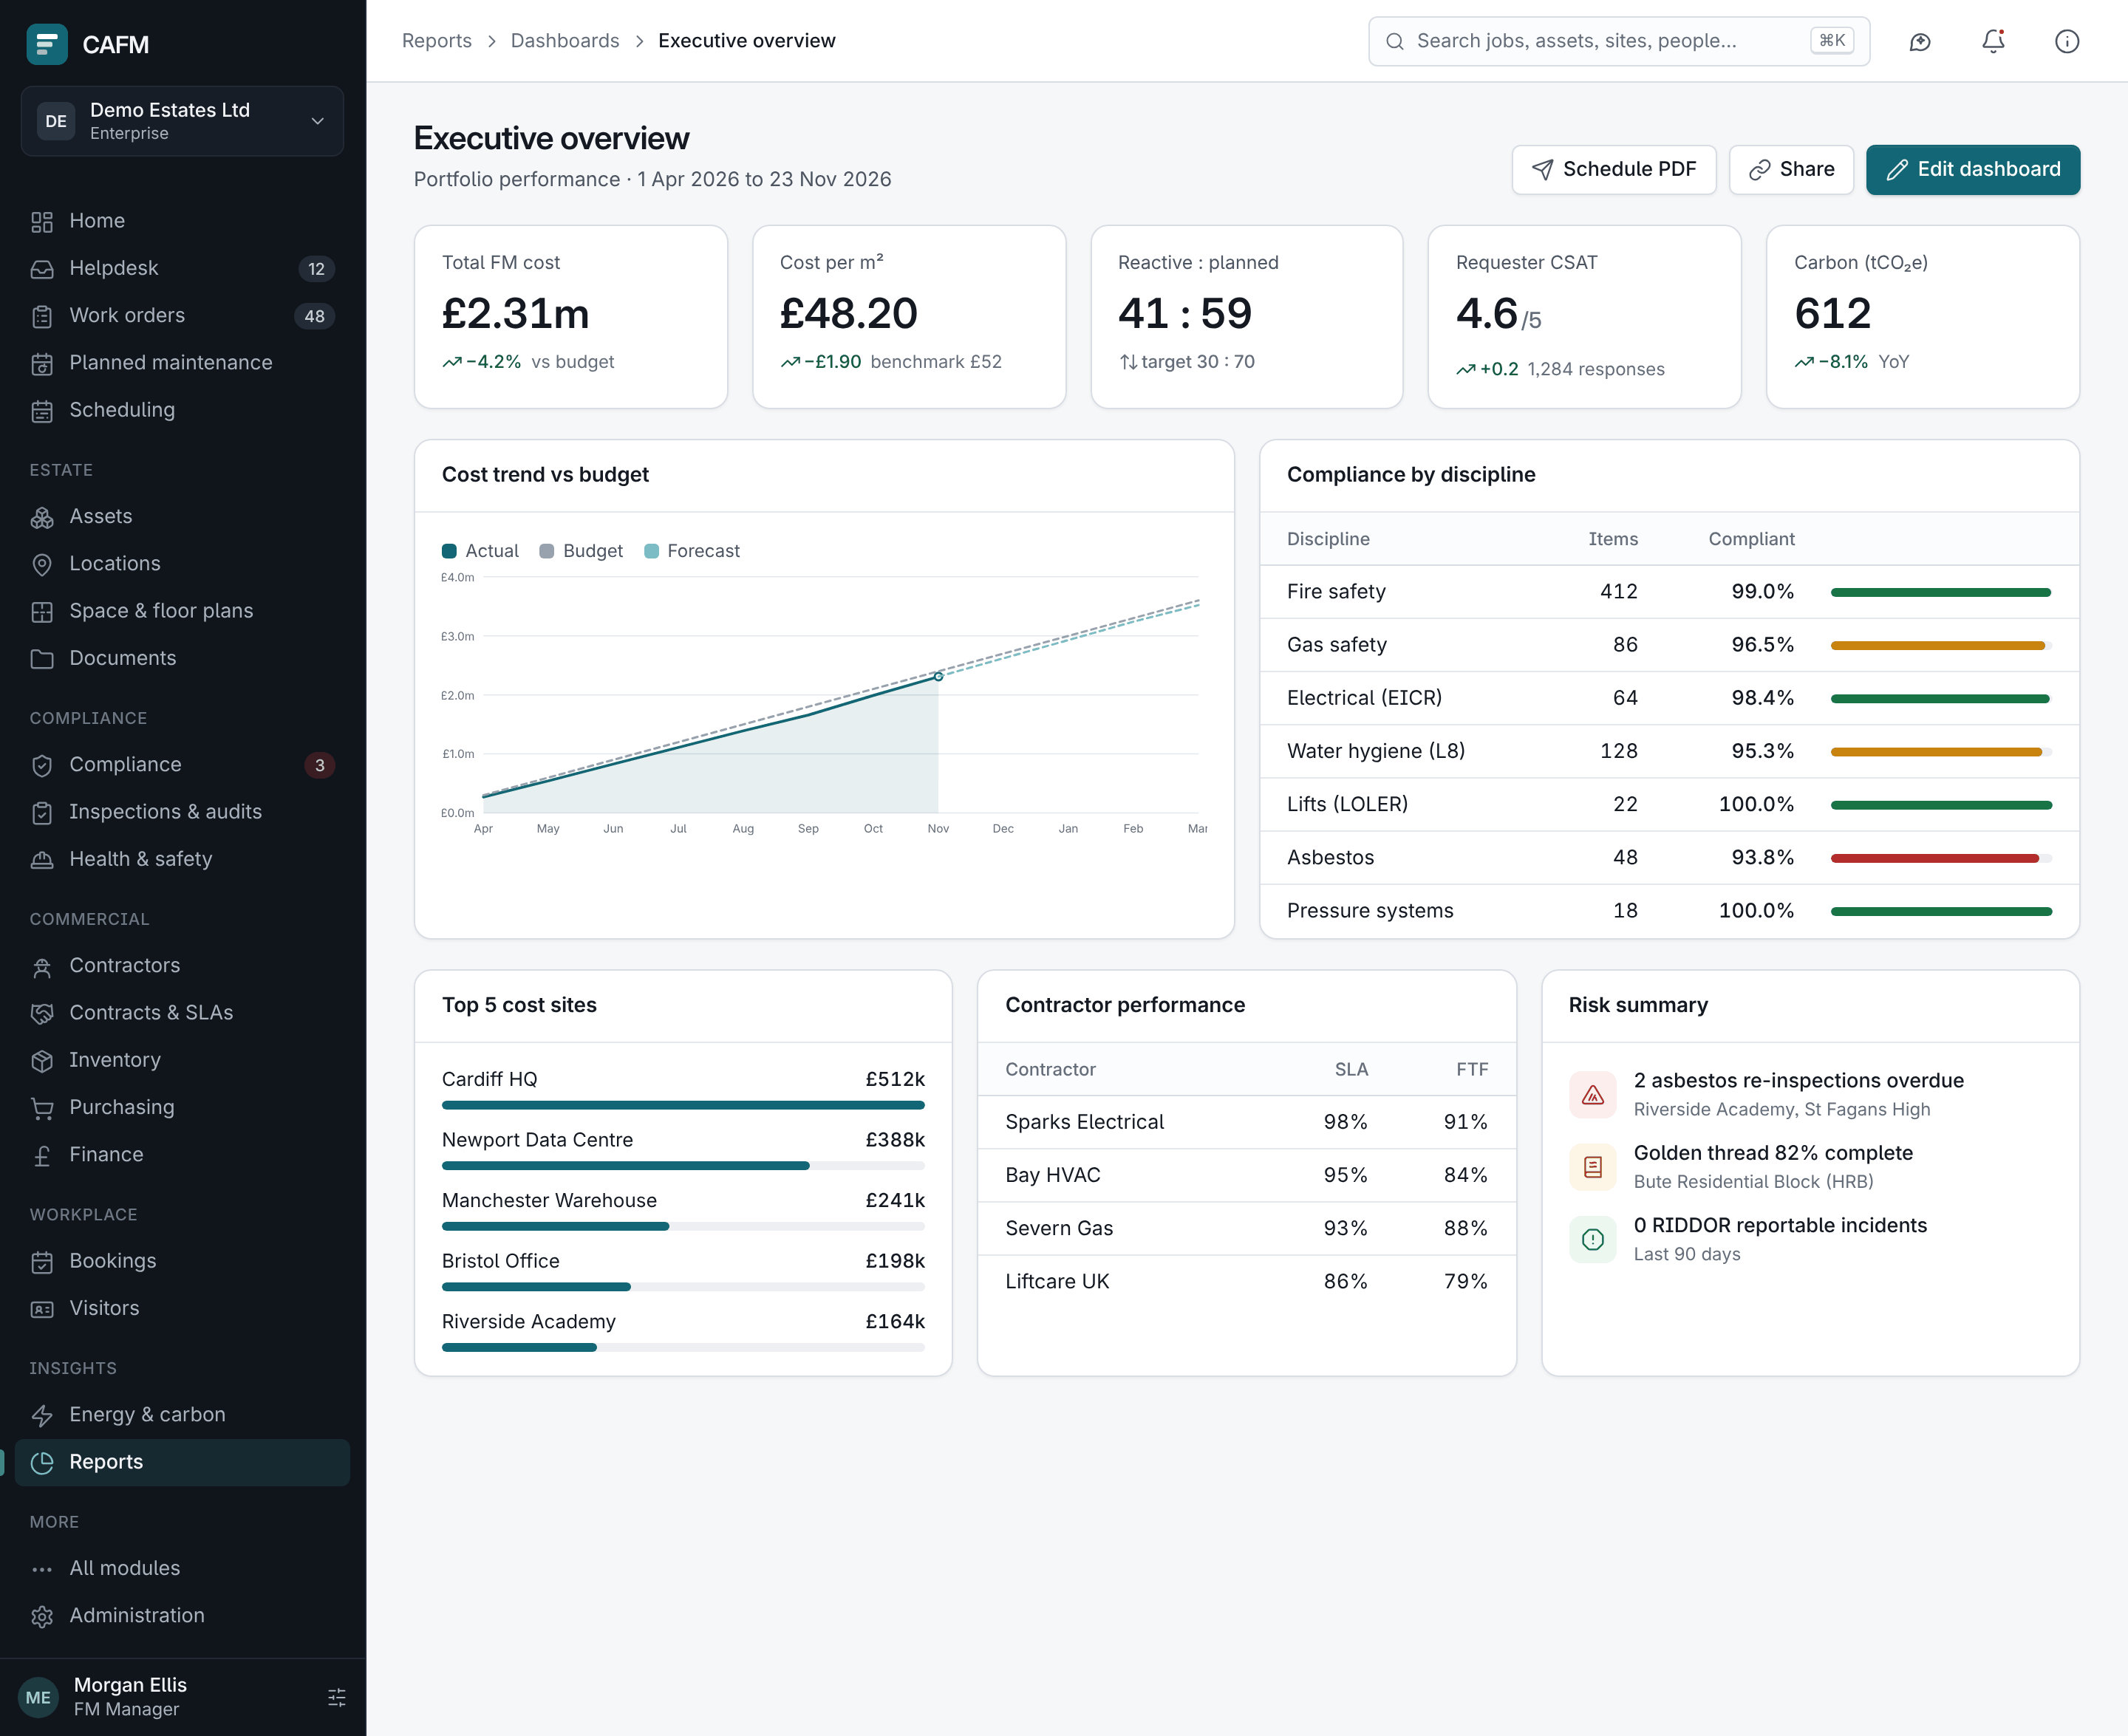 CAFM
DE
Demo Estates Ltd
Enterprise
Home
Helpdesk 12
Work orders 48
Planned maintenance
Scheduling
ESTATE
Assets
Locations
Space & floor plans
Documents
COMPLIANCE
Compliance 3
Inspections & audits
Health & safety
COMMERCIAL
Contractors
Contracts & SLAs
Inventory
Purchasing
Finance
WORKPLACE
Bookings
Visitors
INSIGHTS
Energy & carbon
Reports
MORE
All modules
Administration
ME
Morgan Ellis
FM Manager
Reports > Dashboards > Executive overview
Search jobs, assets, sites, people... ⌘K
Executive overview
Portfolio performance · 1 Apr 2026 to 23 Nov 2026
Schedule PDF
Share
Edit dashboard
Total FM cost
£2.31m
−4.2% vs budget
Cost per m²
£48.20
−£1.90 benchmark £52
Reactive : planned
41 : 59
target 30 : 70
Requester CSAT
4.6/5
+0.2 1,284 responses
Carbon (tCO₂e)
612
−8.1% YoY
Cost trend vs budget
Actual Budget Forecast
£4.0m
£3.0m
£2.0m
£1.0m
£0.0m
Apr May Jun Jul Aug Sep Oct Nov Dec Jan Feb Mar
Compliance by discipline
Discipline Items Compliant
Fire safety 412 99.0%
Gas safety 86 96.5%
Electrical (EICR) 64 98.4%
Water hygiene (L8) 128 95.3%
Lifts (LOLER) 22 100.0%
Asbestos 48 93.8%
Pressure systems 18 100.0%
Top 5 cost sites
Cardiff HQ £512k
Newport Data Centre £388k
Manchester Warehouse £241k
Bristol Office £198k
Riverside Academy £164k
Contractor performance
Contractor SLA FTF
Sparks Electrical 98% 91%
Bay HVAC 95% 84%
Severn Gas 93% 88%
Liftcare UK 86% 79%
Risk summary
2 asbestos re-inspections overdue
Riverside Academy, St Fagans High
Golden thread 82% complete
Bute Residential Block (HRB)
0 RIDDOR reportable incidents
Last 90 days